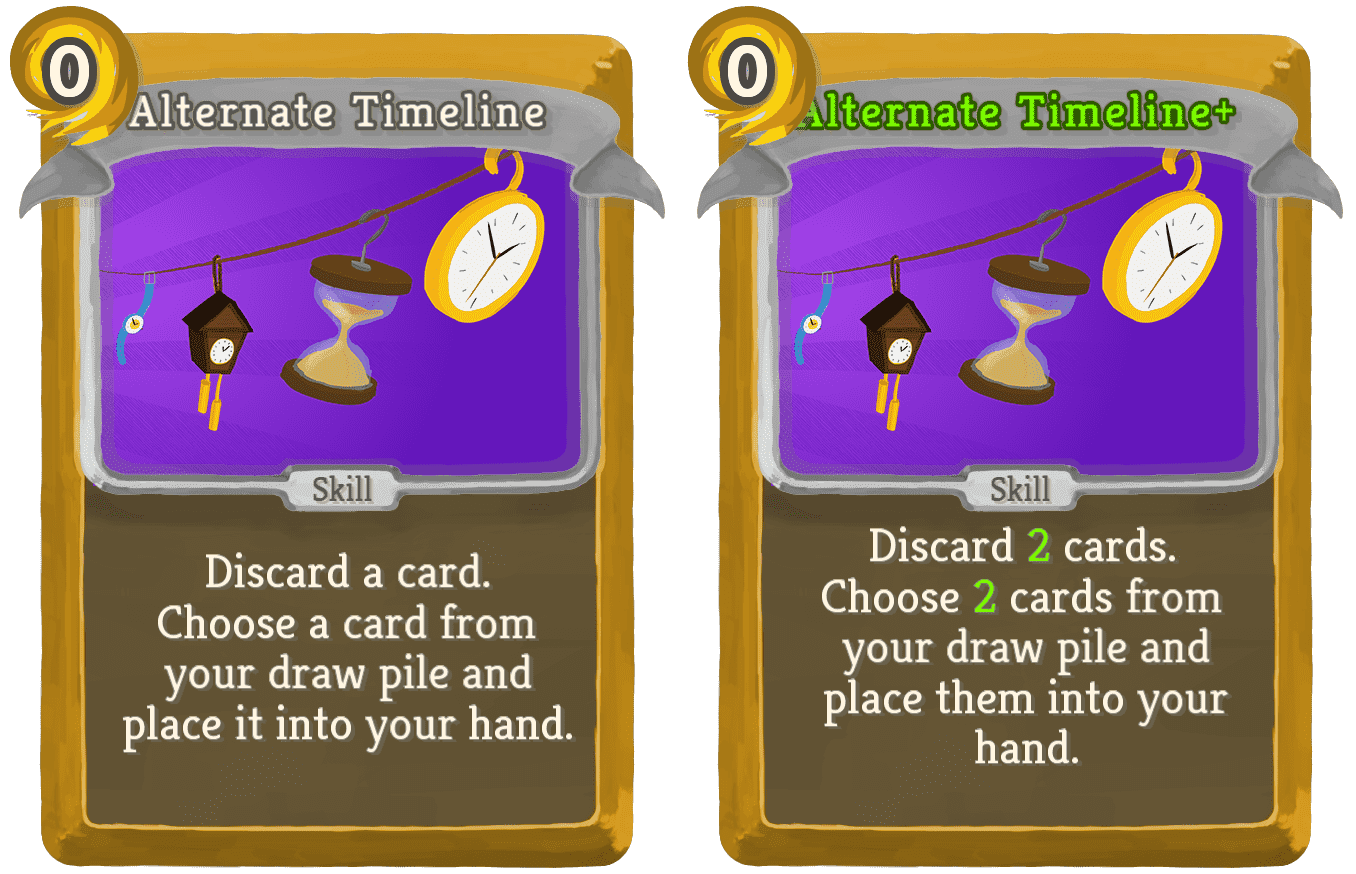 0
Alternate Timeline
Skill
Discard a card.
Choose a card from
your draw pile and
place it into your hand.
0
Alternate Timeline+
Skill
Discard 2 cards.
Choose 2 cards from
your draw pile and
place them into your
hand.